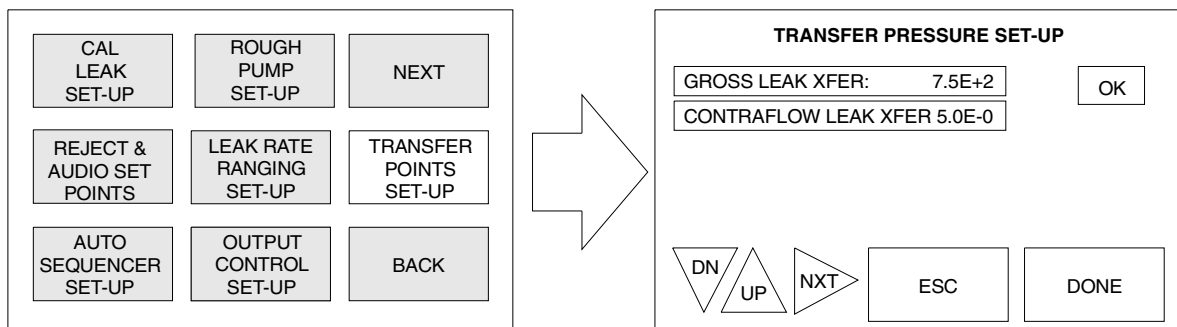 CAL
LEAK
SET-UP
ROUGH
PUMP
SET-UP
NEXT
REJECT &
AUDIO SET
POINTS
LEAK RATE
RANGING
SET-UP
TRANSFER
POINTS
SET-UP
AUTO
SEQUENCER
SET-UP
OUTPUT
CONTROL
SET-UP
BACK
TRANSFER PRESSURE SET-UP
GROSS LEAK XFER: 7.5E+2
OK
CONTRAFLOW LEAK XFER 5.0E-0
DN
UP
NXT
ESC
DONE